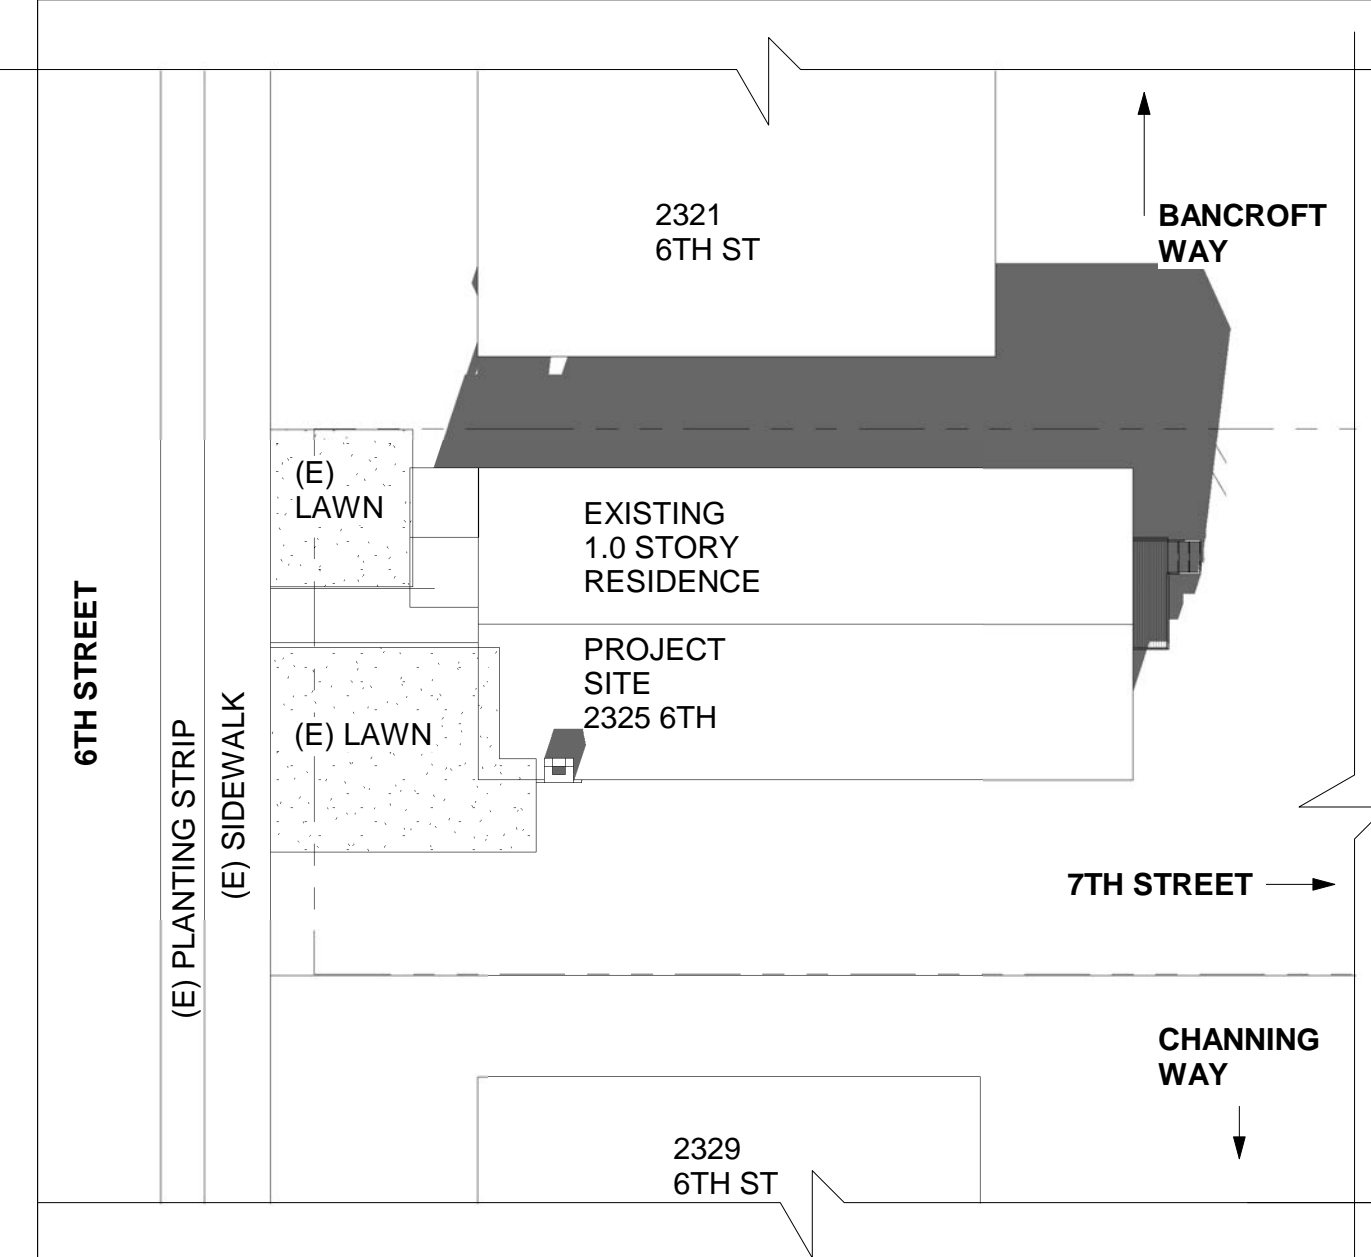 2321
6TH ST
BANCROFT
WAY
(E)
LAWN
EXISTING
1.0 STORY
RESIDENCE
PROJECT
SITE
2325 6TH
(E) LAWN
6TH STREET
(E) PLANTING STRIP
(E) SIDEWALK
7TH STREET
CHANNING
WAY
2329
6TH ST